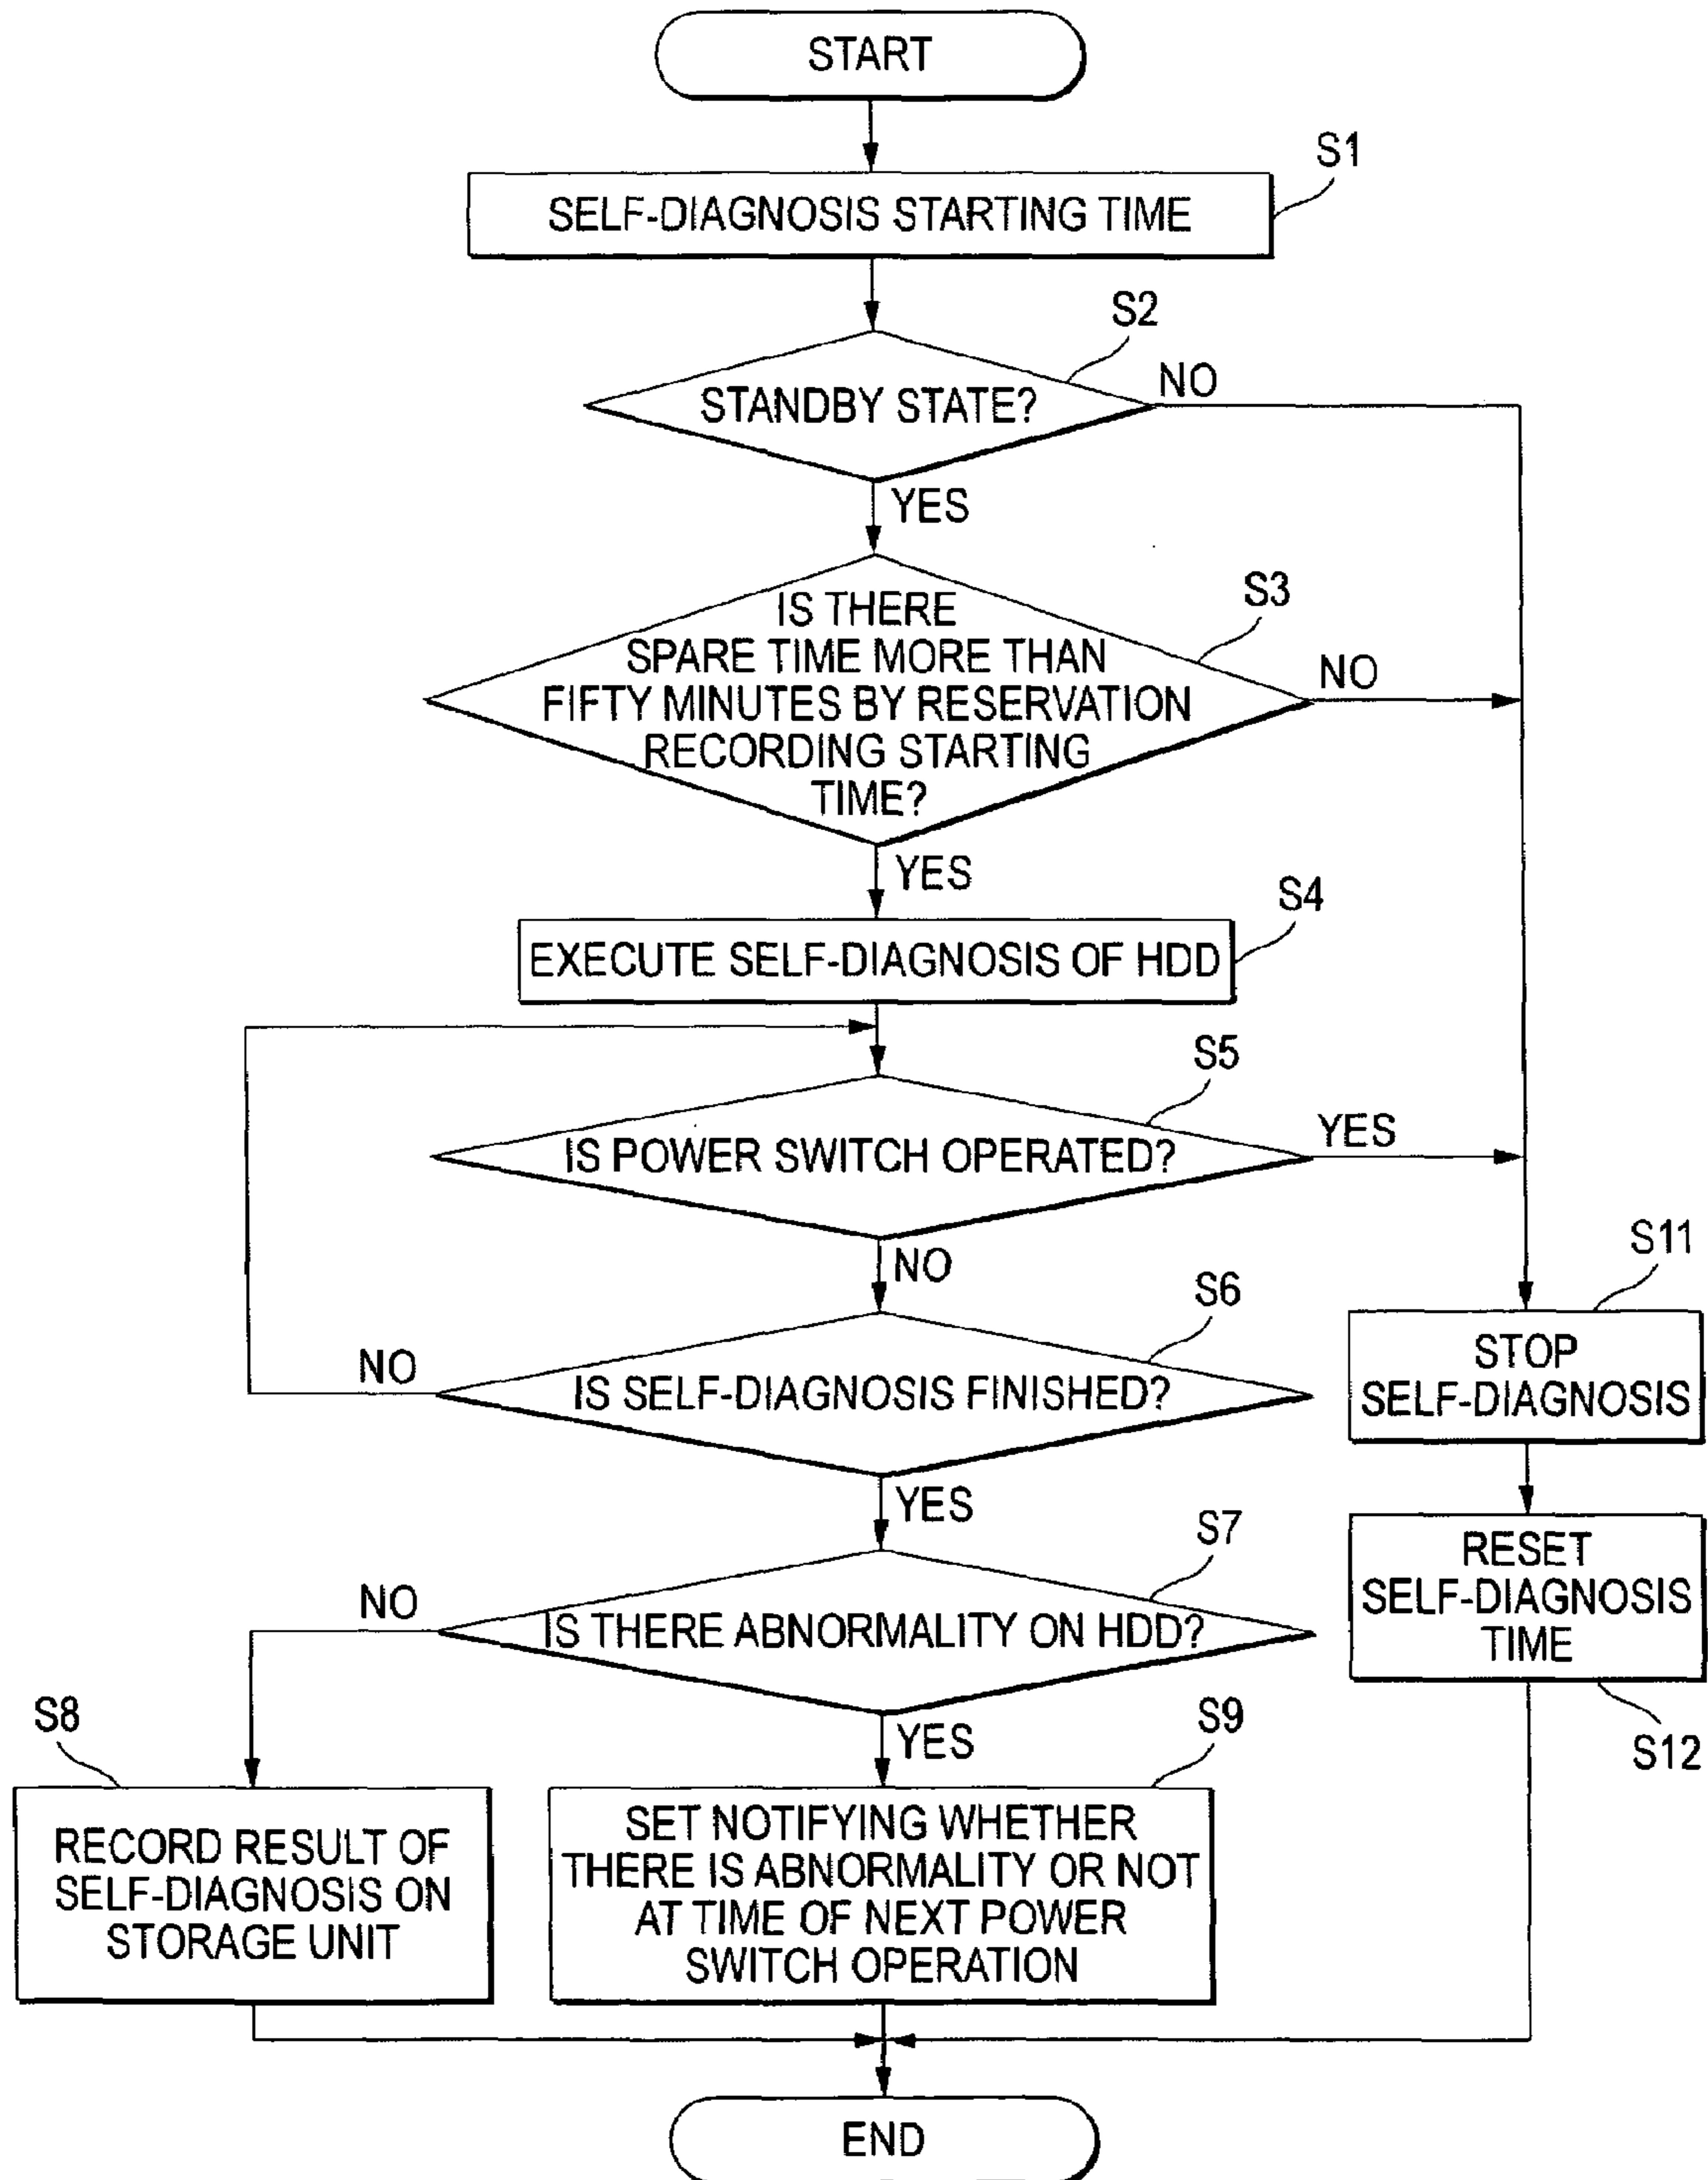 START
S1
SELF-DIAGNOSIS STARTING TIME
S2
STANDBY STATE?
NO
YES
S3
IS THERE
SPARE TIME MORE THAN
FIFTY MINUTES BY RESERVATION
RECORDING STARTING
TIME?
NO
YES
S4
EXECUTE SELF-DIAGNOSIS OF HDD
S5
IS POWER SWITCH OPERATED?
YES
NO
S6
IS SELF-DIAGNOSIS FINISHED?
NO
YES
S11
STOP
SELF-DIAGNOSIS
S7
IS THERE ABNORMALITY ON HDD?
NO
YES
RESET
SELF-DIAGNOSIS
TIME
S12
S8
RECORD RESULT OF
SELF-DIAGNOSIS ON
STORAGE UNIT
S9
SET NOTIFYING WHETHER
THERE IS ABNORMALITY OR NOT
AT TIME OF NEXT POWER
SWITCH OPERATION
END